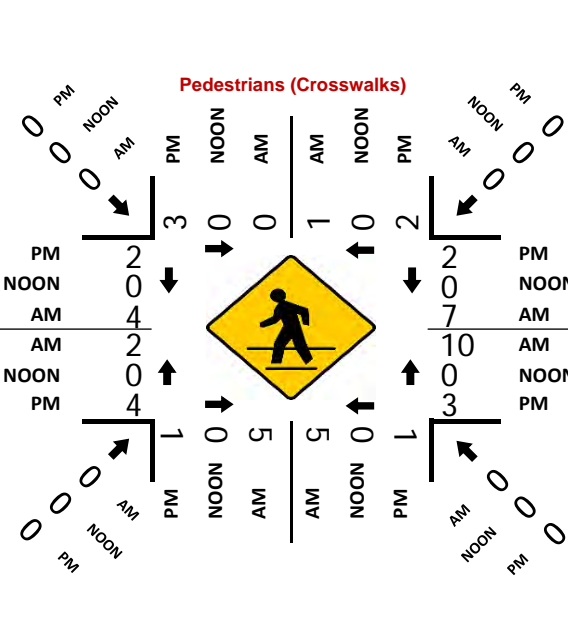 Pedestrians (Crosswalks)
0 PM
0 NOON
0 AM
PM 0
NOON 0
AM 0
PM NOON AM AM NOON PM
3 0 0 1 0 2
PM 2 2 PM
NOON 0 0 NOON
AM 4 7 AM
AM 2 10 AM
NOON 0 0 NOON
PM 4 3 PM
1 0 5 5 0 1
PM NOON AM AM NOON PM
0 AM
0 NOON
0 PM
AM 0
NOON 0
PM 0